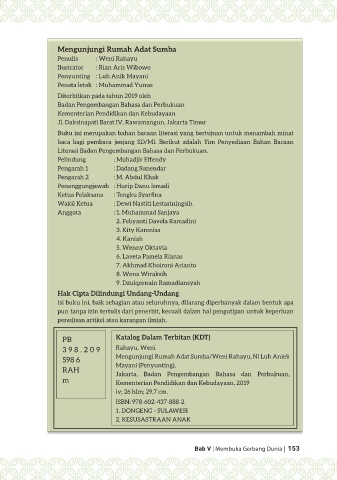 Mengunjungi Rumah Adat Sumba
Penulis : Weni Rahayu
Ilustrator : Rian Aris Wibowo
Penyunting : Luh Anik Mayani
Penata letak : Muhammad Yunus
Diterbitkan pada tahun 2019 oleh
Badan Pengembangan Bahasa dan Perbukuan
Kementerian Pendidikan dan Kebudayaan
Jl. Daksinapati Barat IV, Rawamangun, Jakarta Timur
Buku ini merupakan bahan bacaan literasi yang bertujuan untuk menambah minat
baca bagi pembaca jenjang SD/MI. Berikut adalah Tim Penyediaan Bahan Bacaan
Literasi Badan Pengembangan Bahasa dan Perbukuan.
Pelindung : Muhadjir Effendy
Pengarah 1 : Dadang Sunendar
Pengarah 2 : M. Abdul Khak
Penanggungjawab : Hurip Danu Ismadi
Ketua Pelaksana : Tengku Syarfina
Wakil Ketua : Dewi Nastiti Lestariningsih
Anggota : 1. Muhammad Sanjaya
2. Febyasti Davela Ramadini
3. Kity Karenisa
4. Kaniah
5. Wenny Oktavia
6. Laveta Pamela Rianas
7. Akhmad Khoironi Arianto
8. Wena Wiraksih
9. Dzulqornain Ramadiansyah
Hak Cipta Dilindungi Undang-Undang
Isi buku ini, baik sebagian atau seluruhnya, dilarang diperbanyak dalam bentuk apa
pun tanpa izin tertulis dari penerbit, kecuali dalam hal pengutipan untuk keperluan
penulisan artikel atau karangan ilmiah.
PB
398.209
598 6
RAH
m
Katalog Dalam Terbitan (KDT)
Rahayu, Weni
Mengunjungi Rumah Adat Sumba/Weni Rahayu, Ni Luh Aniek
Mayani (Penyunting).
Jakarta. Badan Pengembangan Bahasa dan Perbukuan,
Kementerian Pendidikan dan Kebudayaan, 2019
iv; 26 hlm; 29,7 cm.
ISBN: 978-602-437-888-2
1. DONGENG - SULAWESI
2. KESUSASTRAAN ANAK
Bab V | Membuka Gerbang Dunia | 153